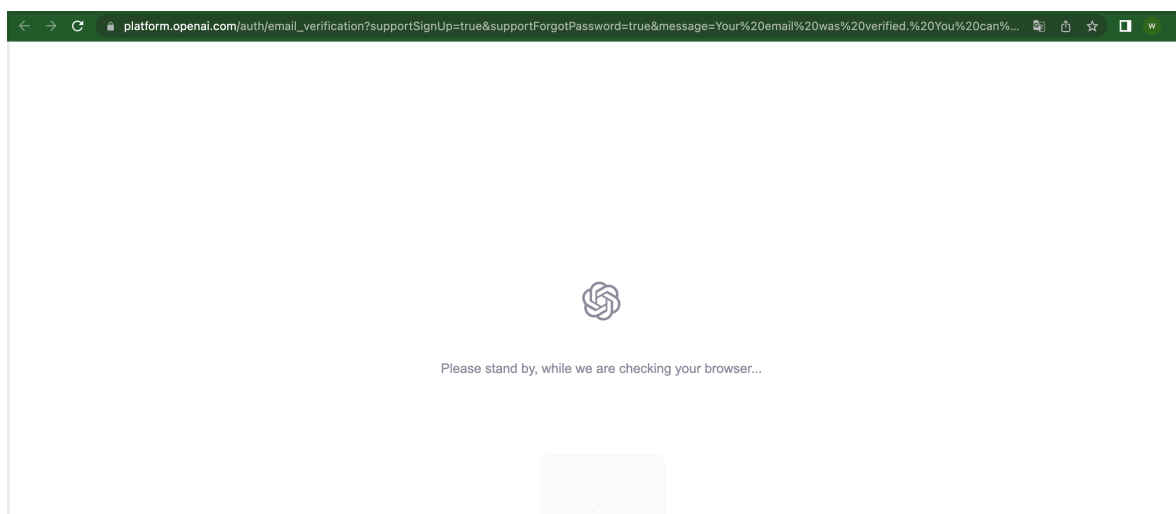 platform.openai.com/auth/email_verification?supportSignUp=true&supportForgotPassword=true&message=Your%20email%20was%20verified.%20You%20can%...
W
Please stand by, while we are checking your browser...